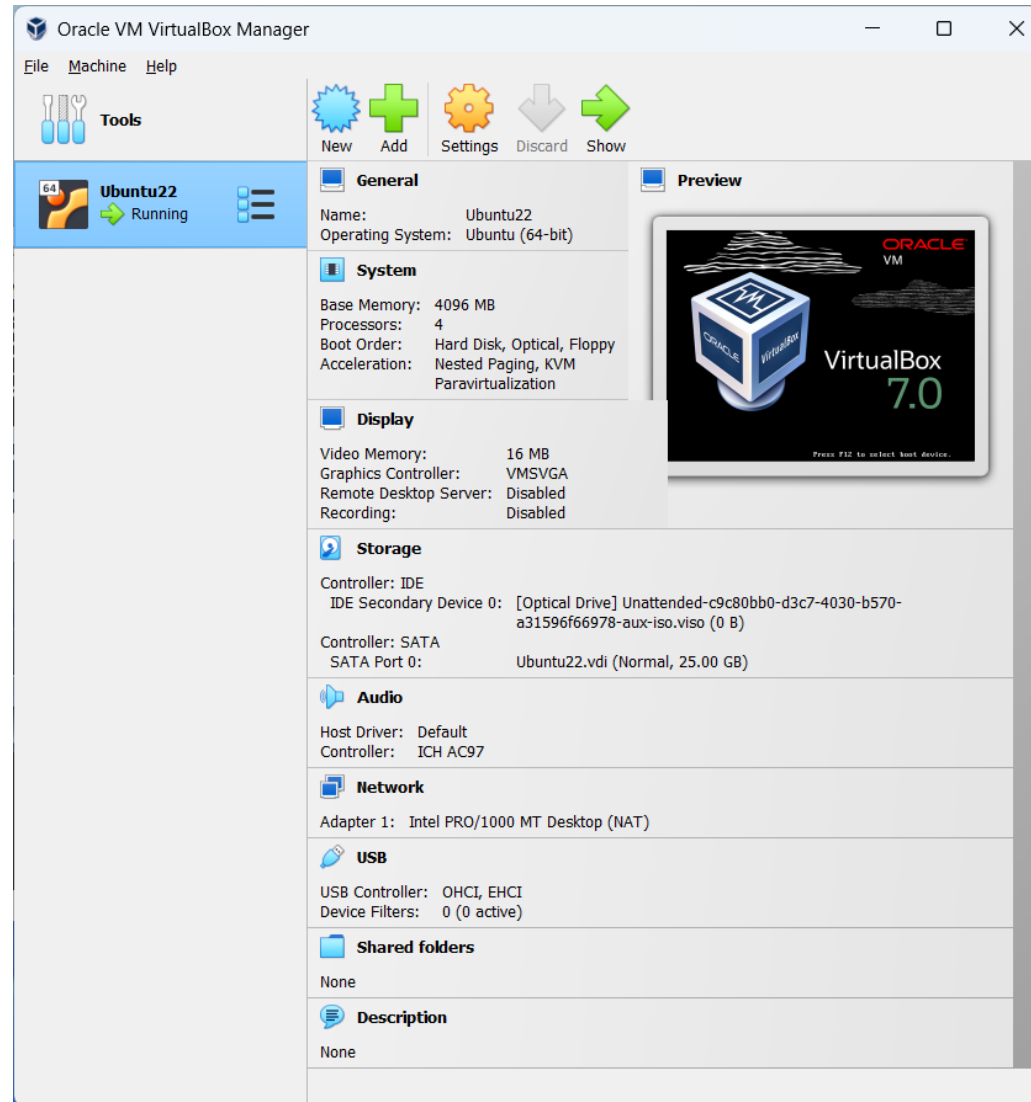 Oracle VM VirtualBox Manager
File Machine Help
Tools
New Add Settings Discard Show
64
Ubuntu22
Running
General
Name: Ubuntu22
Operating System: Ubuntu (64-bit)
System
Base Memory: 4096 MB
Processors: 4
Boot Order: Hard Disk, Optical, Floppy
Acceleration: Nested Paging, KVM
Paravirtualization
Preview
ORACLE
VM
ORACLE
VirtualBox
VirtualBox
7.0
Press F12 to select boot device.
Display
Video Memory: 16 MB
Graphics Controller: VMSVGA
Remote Desktop Server: Disabled
Recording: Disabled
Storage
Controller: IDE
IDE Secondary Device 0: [Optical Drive] Unattended-c9c80bb0-d3c7-4030-b570-
a31596f66978-aux-iso.viso (0 B)
Controller: SATA
SATA Port 0: Ubuntu22.vdi (Normal, 25.00 GB)
Audio
Host Driver: Default
Controller: ICH AC97
Network
Adapter 1: Intel PRO/1000 MT Desktop (NAT)
USB
USB Controller: OHCI, EHCI
Device Filters: 0 (0 active)
Shared folders
None
Description
None